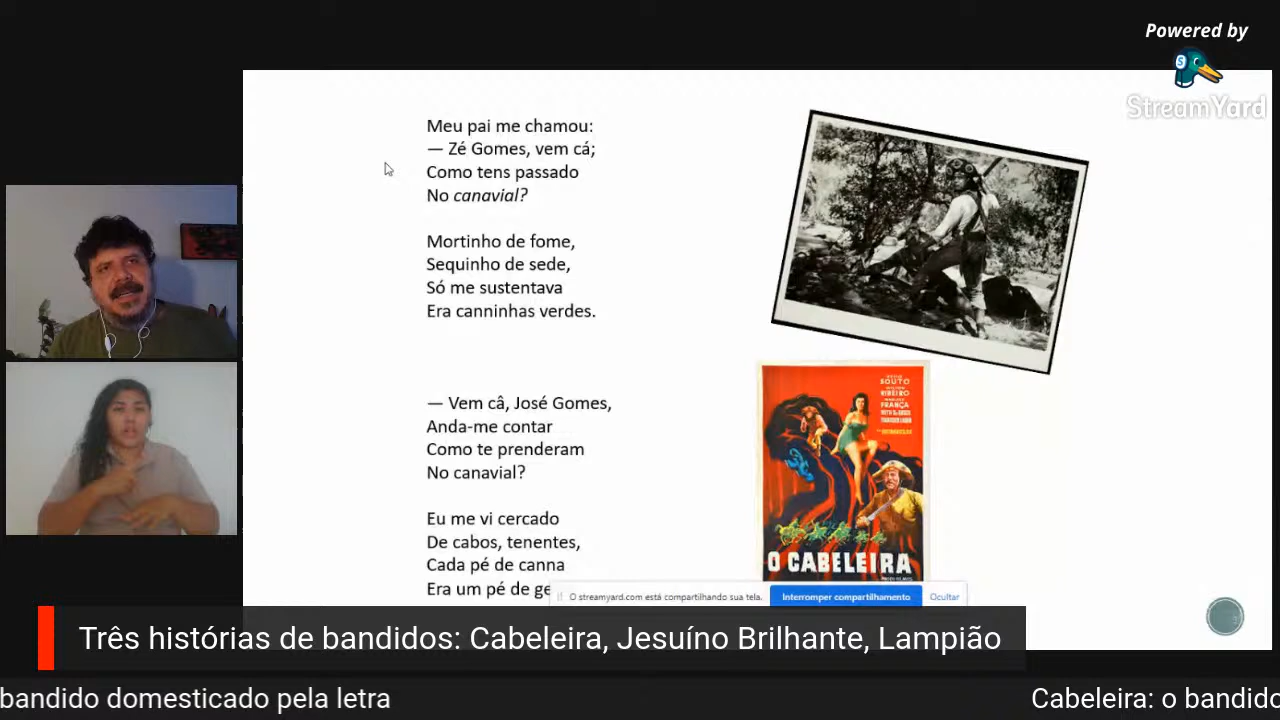 Powered by
StreamYard
Meu pai me chamou:
— Zé Gomes, vem cá;
Como tens passado
No canavial?
Mortinho de fome,
Sequinho de sede,
Só me sustentava
Era canninhas verdes.
— Vem câ, José Gomes,
Anda-me contar
Como te prenderam
No canavial?
Eu me vi cercado
De cabos, tenentes,
Cada pé de canna
Era um pé de ge
SOUTO
RIBEIRO
FRANÇA
O CABELEIRA
O streamyard.com está compartilhando sua tela.
Interromper compartilhamento
Ocultar
Três histórias de bandidos: Cabeleira, Jesuíno Brilhante, Lampião
bandido domesticado pela letra
Cabeleira: o bandido